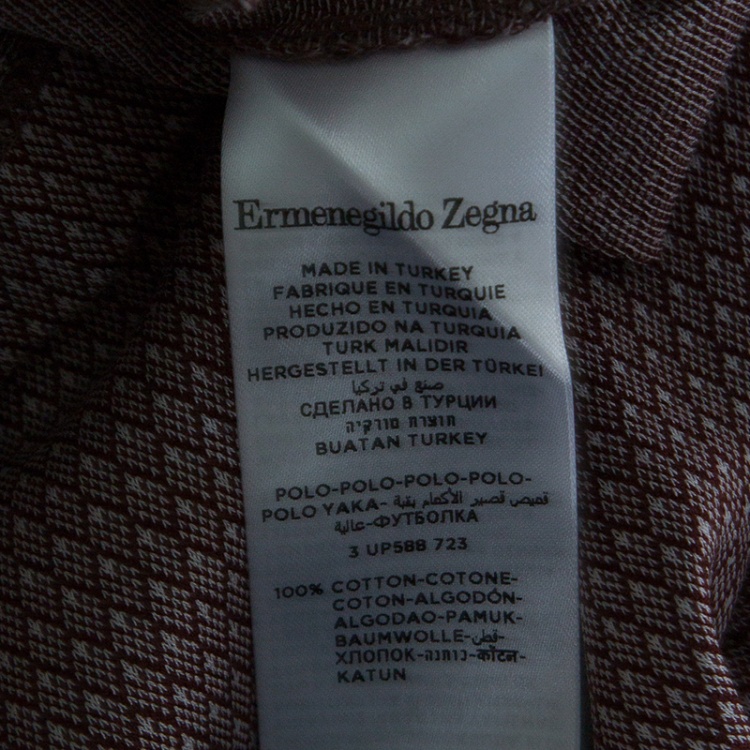 Ermenegildo Zegna
MADE IN TURKEY
FABRIQUE EN TURQUIE
HECHO EN TURQUIA
PRODUZIDO NA TURQUIA
TURK MALIDIR
HERGESTELLT IN DER TÜRKEI
صنع في تركيا
СДЕЛАНО В ТУРЦИИ
תוצרת טורקיה
BUATAN TURKEY
POLO-POLO-POLO-POLO-
POLO YAKA-قميص قصير الأكمام بقبة
عالية-ФУТБОЛКА
3 UP588 723
100% COTTON-COTONE-
COTON-ALGODÓN-
ALGODAO-PAMUK-
BAUMWOLLE-قطن-
ХЛОПОК-כותנה-कॉटन-
KATUN